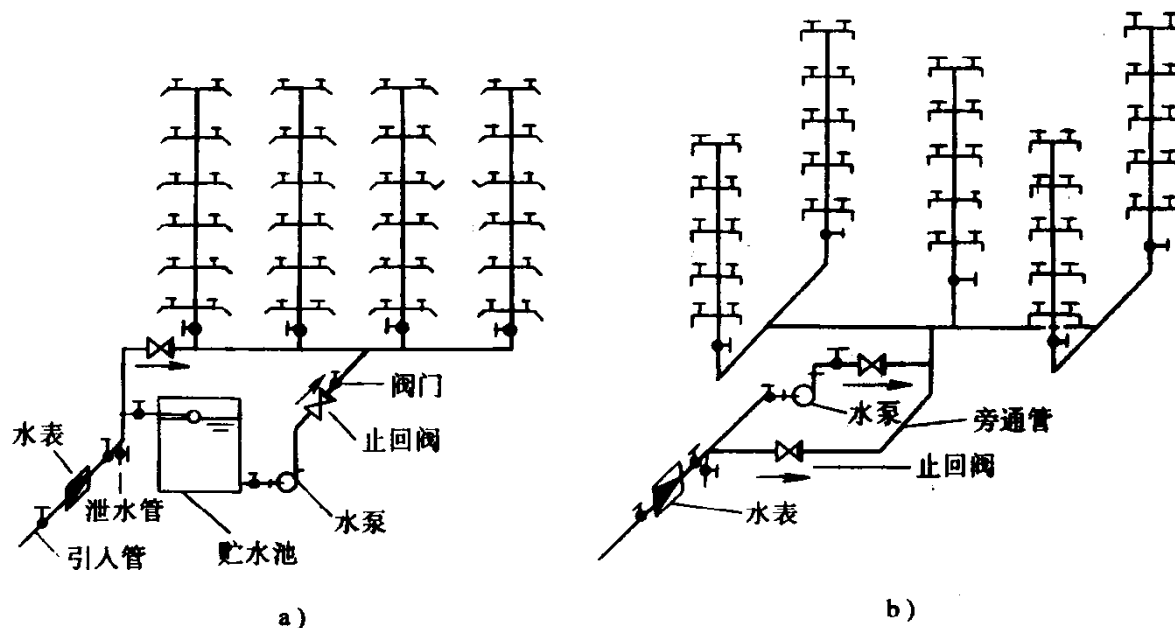 阀门
水表
止回阀
泄水管
水泵
引入管
贮水池
a）
水泵
旁通管
止回阀
水表
b）